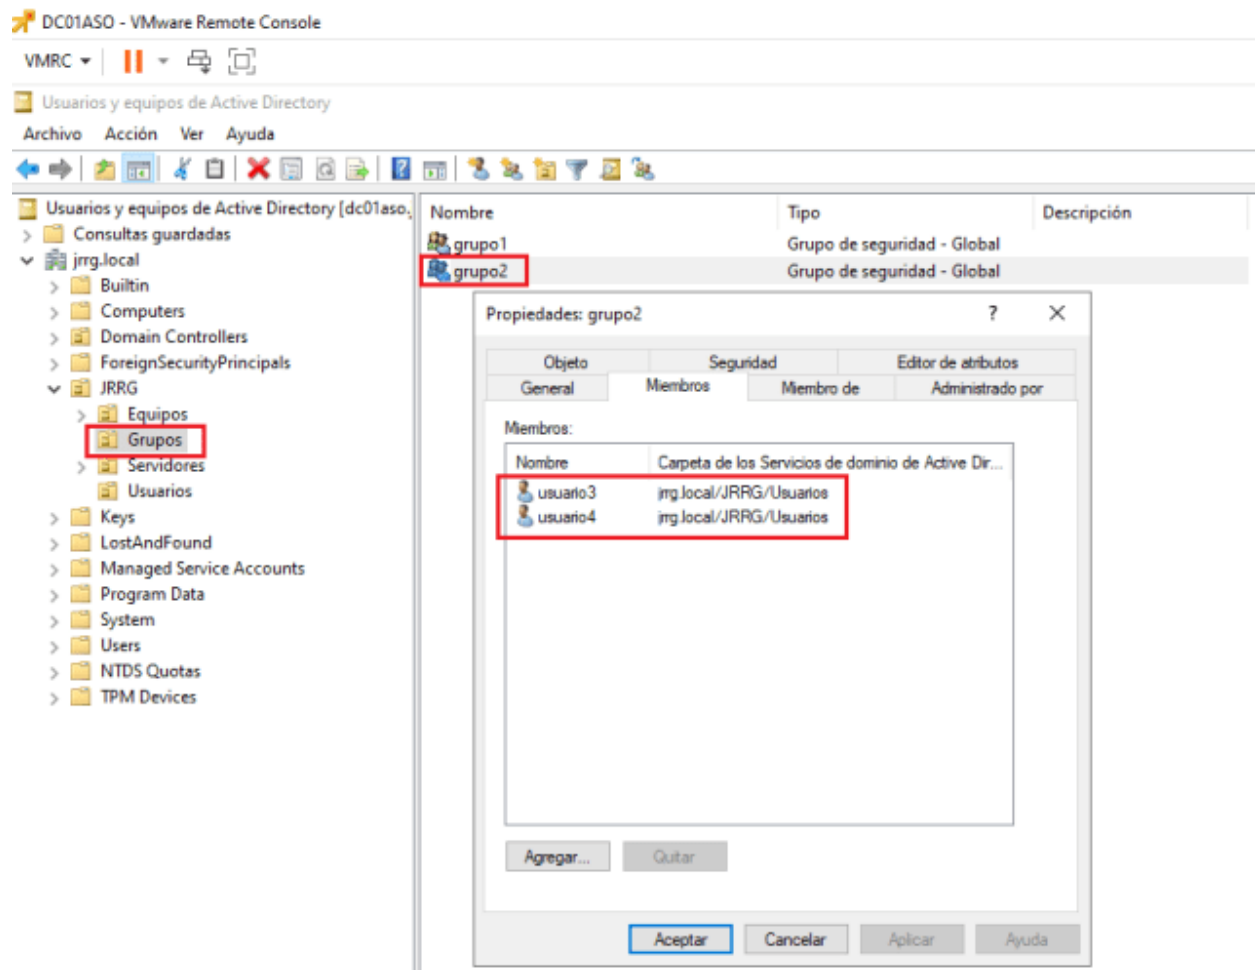 DC01ASO - VMware Remote Console
VMRC
Usuarios y equipos de Active Directory
Archivo Acción Ver Ayuda
Usuarios y equipos de Active Directory [dc01aso.
Consultas guardadas
jrrg.local
Builtin
Computers
Domain Controllers
ForeignSecurityPrincipals
JRRG
Equipos
Grupos
Servidores
Usuarios
Keys
LostAndFound
Managed Service Accounts
Program Data
System
Users
NTDS Quotas
TPM Devices
Nombre Tipo Descripción
grupo1 Grupo de seguridad - Global
grupo2 Grupo de seguridad - Global
Propiedades: grupo2 ?
Objeto Seguridad Editor de atributos
General Miembros Miembro de Administrado por
Miembros:
Nombre Carpeta de los Servicios de dominio de Active Dir...
usuario3 jrrg.local/JRRG/Usuarios
usuario4 jrrg.local/JRRG/Usuarios
Agregar... Quitar
Aceptar Cancelar Aplicar Ayuda